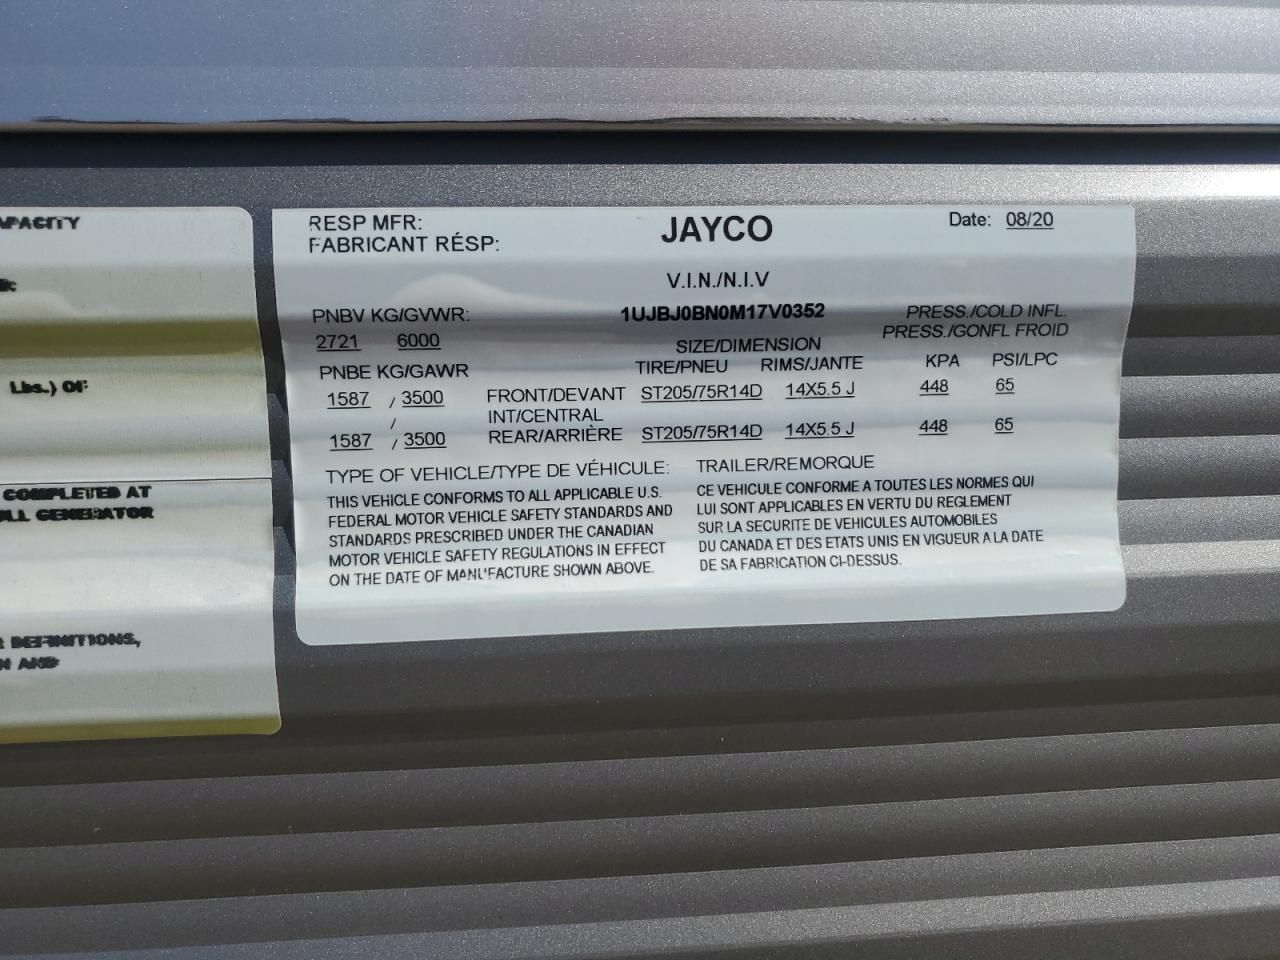 Lbs.) OF
COMPLETED AT
GENERATOR
DEFINITIONS,
AND
RESP MFR:
FABRICANT RÉSP:
JAYCO
Date: 08/20
V.I.N./N.I.V
PNBV KG/GVWR:
1UJBJ0BN0M17V0352
PRESS./COLD INFL.
PRESS./GONFL FROID
2721 6000
SIZE/DIMENSION
PNBE KG/GAWR
TIRE/PNEU RIMS/JANTE KPA PSI/LPC
1587 / 3500 FRONT/DEVANT ST205/75R14D 14X5.5 J 448 65
/ INT/CENTRAL
1587 / 3500 REAR/ARRIÈRE ST205/75R14D 14X5.5 J 448 65
TYPE OF VEHICLE/TYPE DE VÉHICULE: TRAILER/REMORQUE
THIS VEHICLE CONFORMS TO ALL APPLICABLE U.S.
FEDERAL MOTOR VEHICLE SAFETY STANDARDS AND
STANDARDS PRESCRIBED UNDER THE CANADIAN
MOTOR VEHICLE SAFETY REGULATIONS IN EFFECT
ON THE DATE OF MANUFACTURE SHOWN ABOVE.
CE VEHICULE CONFORME A TOUTES LES NORMES QUI
LUI SONT APPLICABLES EN VERTU DU REGLEMENT
SUR LA SECURITE DE VEHICULES AUTOMOBILES
DU CANADA ET DES ETATS UNIS EN VIGUEUR A LA DATE
DE SA FABRICATION CI-DESSUS.